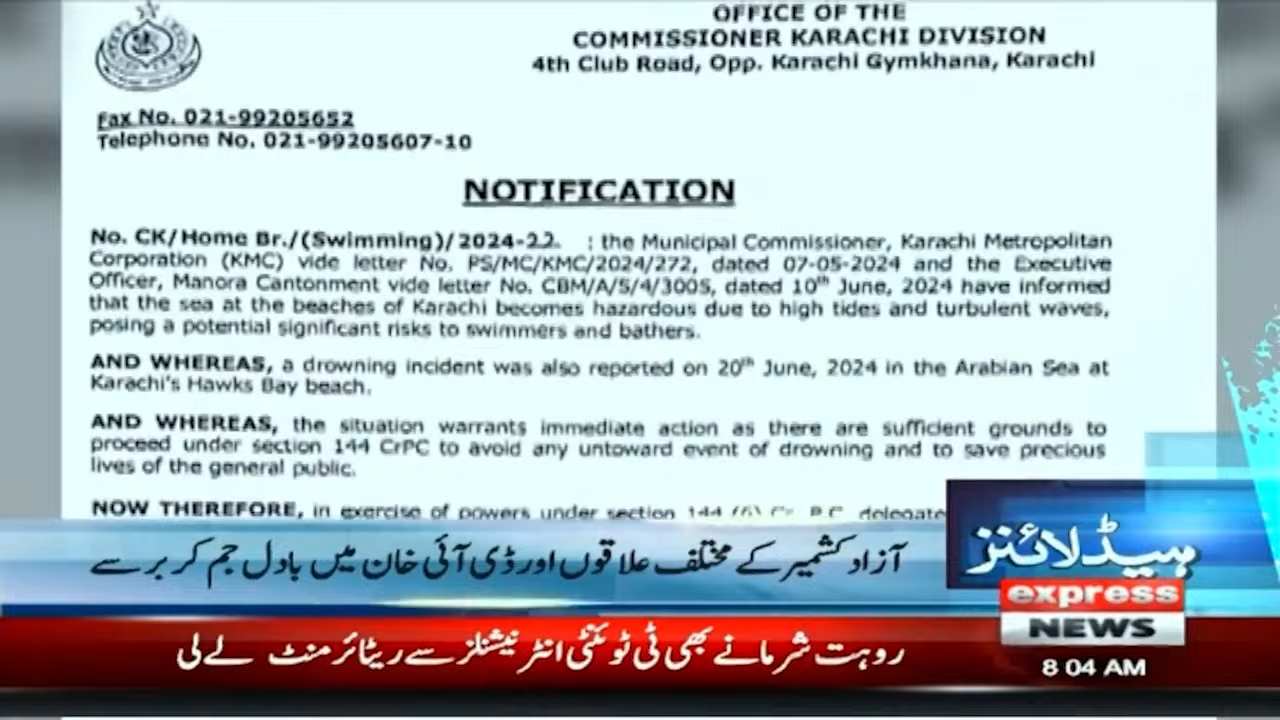 OFFICE OF THE
COMMISSIONER KARACHI DIVISION
4th Club Road, Opp. Karachi Gymkhana, Karachi
Fax No. 021-99205652
Telephone No. 021-99205607-10
NOTIFICATION
No. CK/Home Br./(Swimming)/2024-22 : the Municipal Commissioner, Karachi Metropolitan
Corporation (KMC) vide letter No. PS/MC/KMC/2024/272, dated 07-05-2024 and the Executive
Officer, Manora Cantonment vide letter No. CBM/A/5/4/3005, dated 10th June, 2024 have informed
that the sea at the beaches of Karachi becomes hazardous due to high tides and turbulent waves,
posing a potential significant risks to swimmers and bathers.
AND WHEREAS, a drowning incident was also reported on 20th June, 2024 in the Arabian Sea at
Karachi's Hawks Bay beach.
AND WHEREAS, the situation warrants immediate action as there are sufficient grounds to
proceed under section 144 CrPC to avoid any untoward event of drowning and to save precious
lives of the general public.
NOW THEREFORE, in exercise of powers under section 144 (6) Cr. P.C. delegate
آزاد کشمیر کے مختلف علاقوں اور ڈی آئی خان میں بادل جم کر برسے
ہیڈلائنز
express
NEWS
روہت شرما نے بھی ٹی ٹوئنٹی انٹرنیشنلز سے ریٹائرمنٹ لے لی
8:04 AM